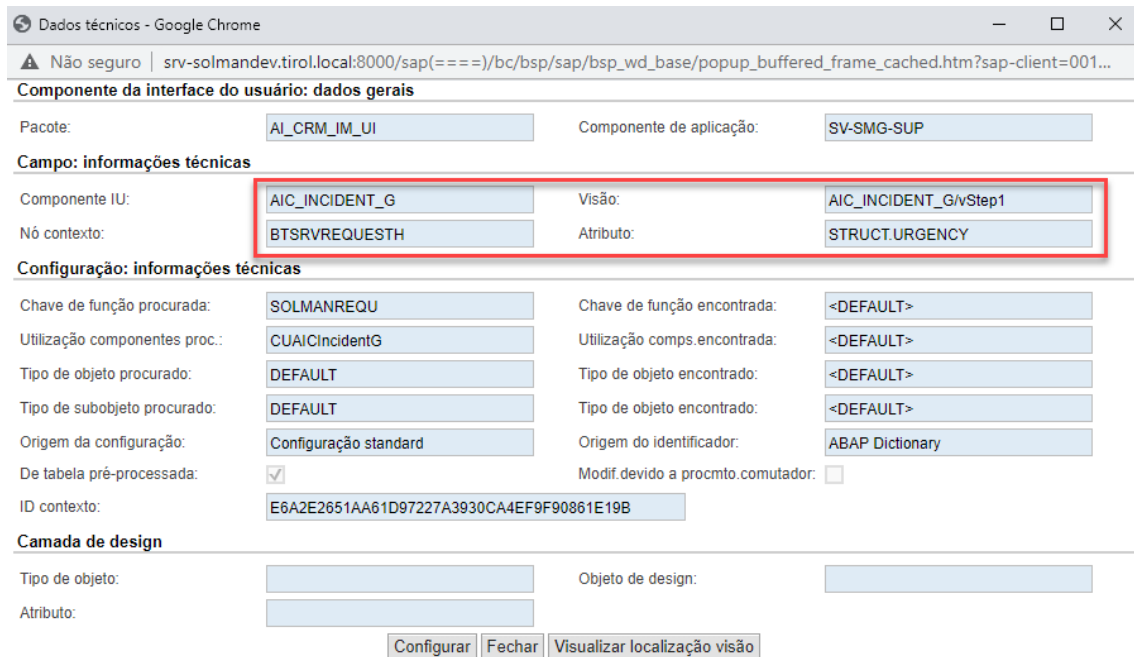 Dados técnicos - Google Chrome
Não seguro | srv-solmandev.tirol.local:8000/sap(====)/bc/bsp/sap/bsp_wd_base/popup_buffered_frame_cached.htm?sap-client=001...
Componente da interface do usuário: dados gerais
Pacote: AI_CRM_IM_UI Componente de aplicação: SV-SMG-SUP
Campo: informações técnicas
Componente IU: AIC_INCIDENT_G Visão: AIC_INCIDENT_G/vStep1
Nó contexto: BTSRVREQUESTH Atributo: STRUCT.URGENCY
Configuração: informações técnicas
Chave de função procurada: SOLMANREQU Chave de função encontrada: <DEFAULT>
Utilização componentes proc.: CUAICIncidentG Utilização comps.encontrada: <DEFAULT>
Tipo de objeto procurado: DEFAULT Tipo de objeto encontrado: <DEFAULT>
Tipo de subobjeto procurado: DEFAULT Tipo de objeto encontrado: <DEFAULT>
Origem da configuração: Configuração standard Origem do identificador: ABAP Dictionary
De tabela pré-processada: Modif.devido a procmto.comutador:
ID contexto: E6A2E2651AA61D97227A3930CA4EF9F90861E19B
Camada de design
Tipo de objeto: Objeto de design:
Atributo:
Configurar Fechar Visualizar localização visão